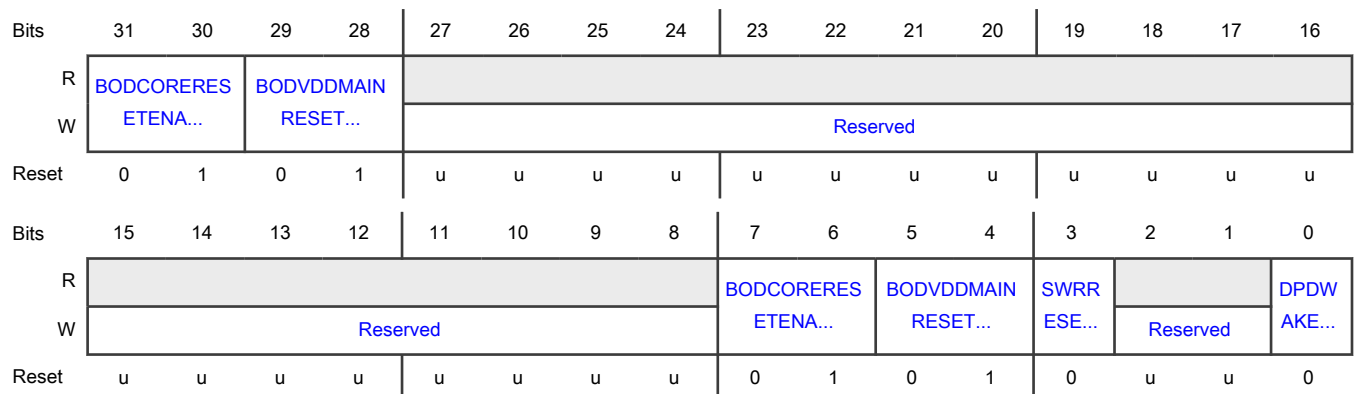 Bits 31 30 29 28 27 26 25 24 23 22 21 20 19 18 17 16
R BODCORERES BODVDDMAIN
ETENA... RESET...
W Reserved
Reset 0 1 0 1 u u u u u u u u u u u u
Bits 15 14 13 12 11 10 9 8 7 6 5 4 3 2 1 0
R BODCORERES BODVDDMAIN SWRR DPDW
W Reserved ETENA... RESET... ESE... Reserved AKE...
Reset u u u u u u u u 0 1 0 1 0 u u 0